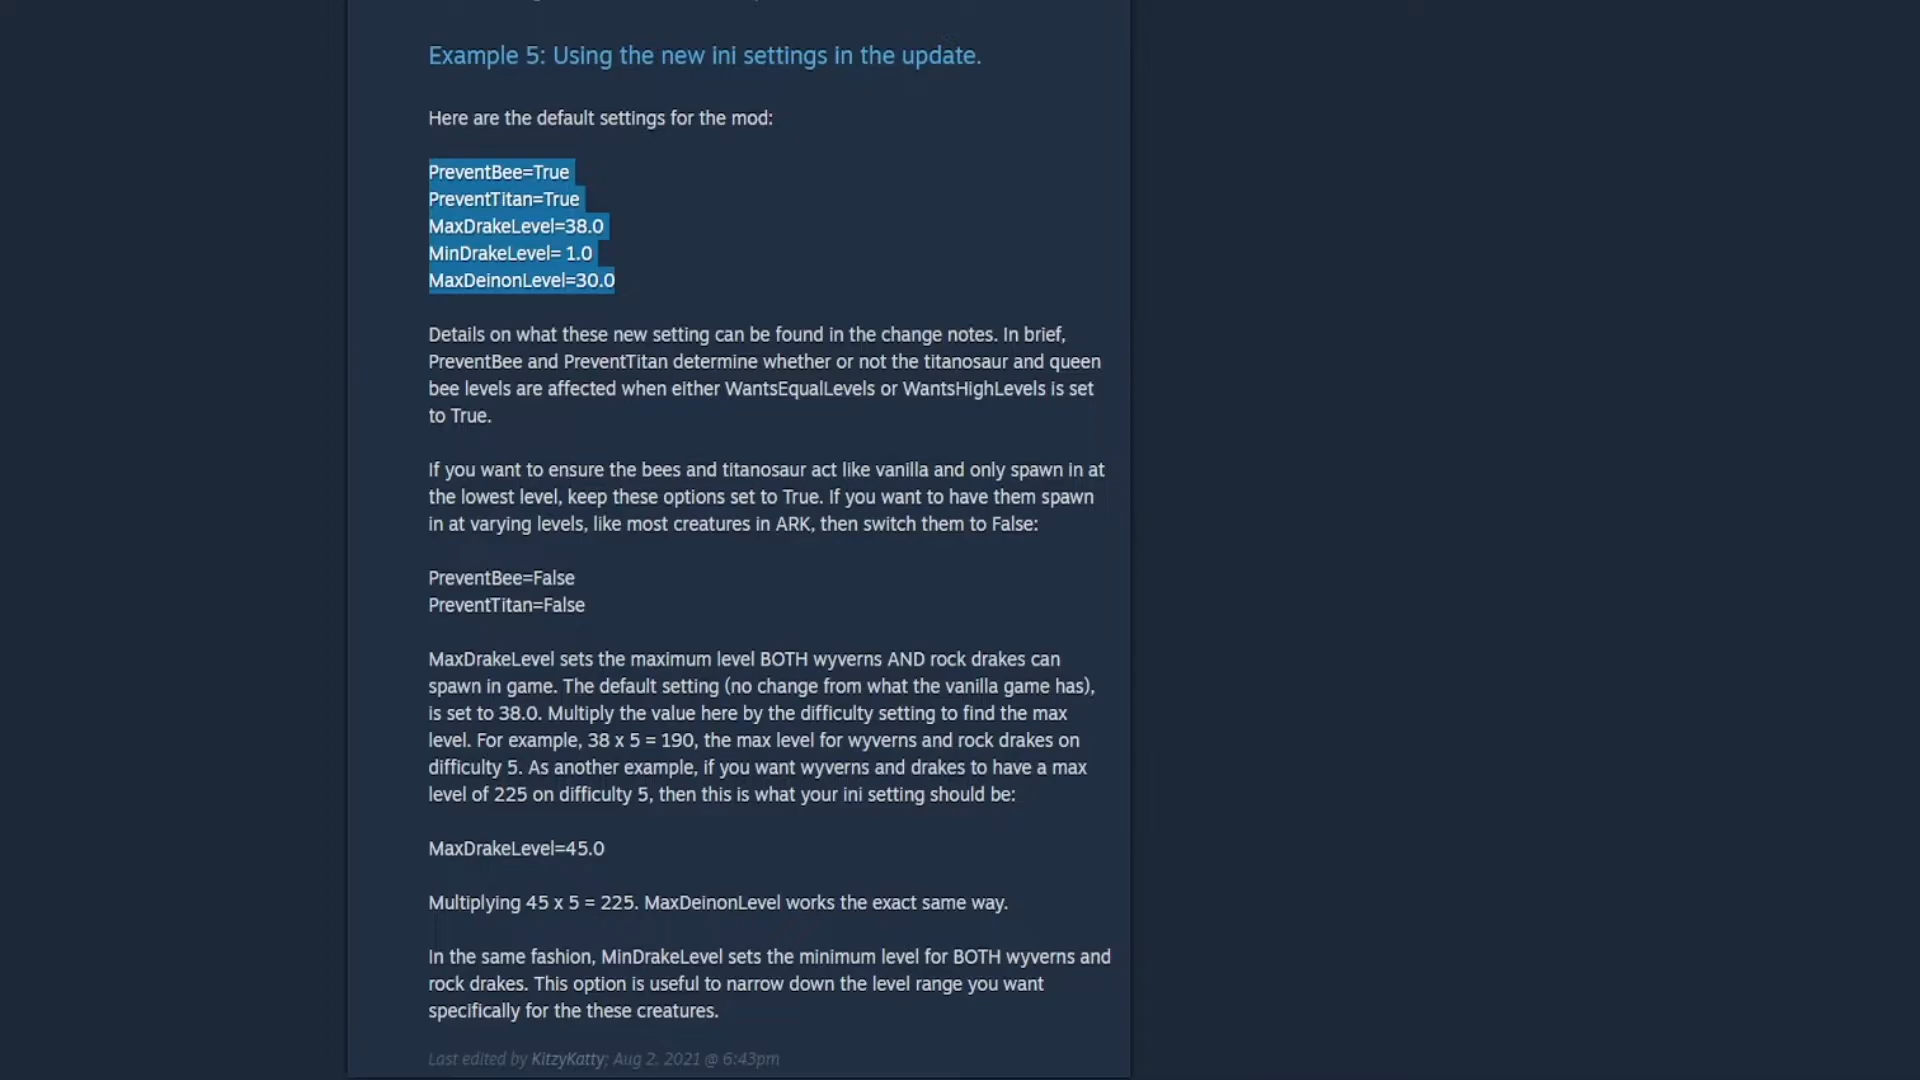 Example 5: Using the new ini settings in the update.
Here are the default settings for the mod:
PreventBee=True
PreventTitan=True
MaxDrakeLevel=38.0
MinDrakeLevel= 1.0
MaxDeinonLevel=30.0
Details on what these new setting can be found in the change notes. In brief,
PreventBee and PreventTitan determine whether or not the titanosaur and queen
bee levels are affected when either WantsEqualLevels or WantsHighLevels is set
to True.
If you want to ensure the bees and titanosaur act like vanilla and only spawn in at
the lowest level, keep these options set to True. If you want to have them spawn
in at varying levels, like most creatures in ARK, then switch them to False:
PreventBee=False
PreventTitan=False
MaxDrakeLevel sets the maximum level BOTH wyverns AND rock drakes can
spawn in game. The default setting (no change from what the vanilla game has),
is set to 38.0. Multiply the value here by the difficulty setting to find the max
level. For example, 38 x 5 = 190, the max level for wyverns and rock drakes on
difficulty 5. As another example, if you want wyverns and drakes to have a max
level of 225 on difficulty 5, then this is what your ini setting should be:
MaxDrakeLevel=45.0
Multiplying 45 x 5 = 225. MaxDeinonLevel works the exact same way.
In the same fashion, MinDrakeLevel sets the minimum level for BOTH wyverns and
rock drakes. This option is useful to narrow down the level range you want
specifically for the these creatures.
Last edited by KitzyKatty; Aug 2, 2021 @ 6:43pm